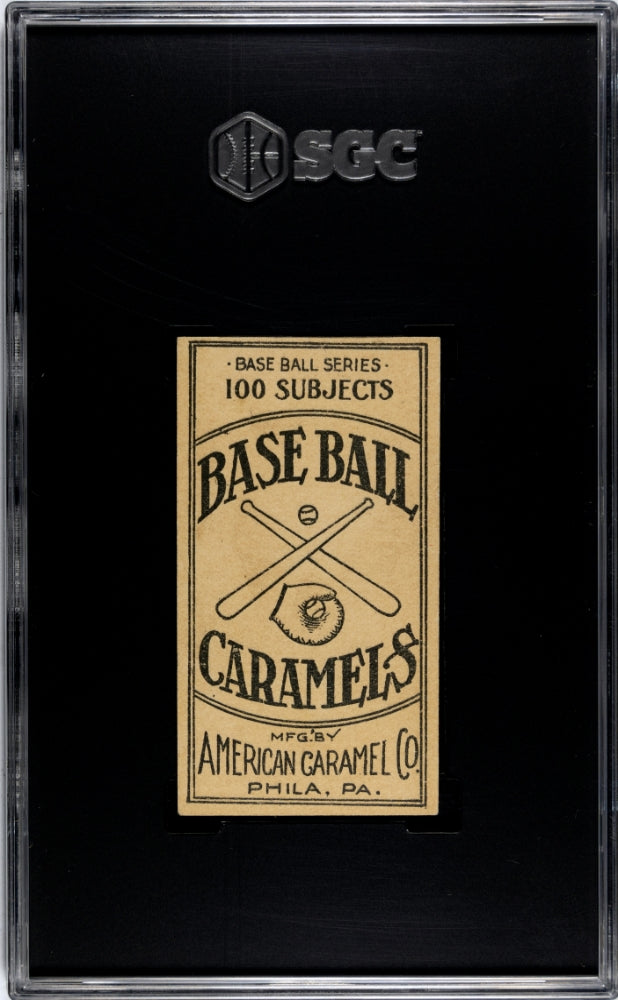 SGC
· BASE BALL SERIES ·
100 SUBJECTS
BASE BALL
CARAMELS
MFG. BY
AMERICAN CARAMEL CO.
PHILA., PA.